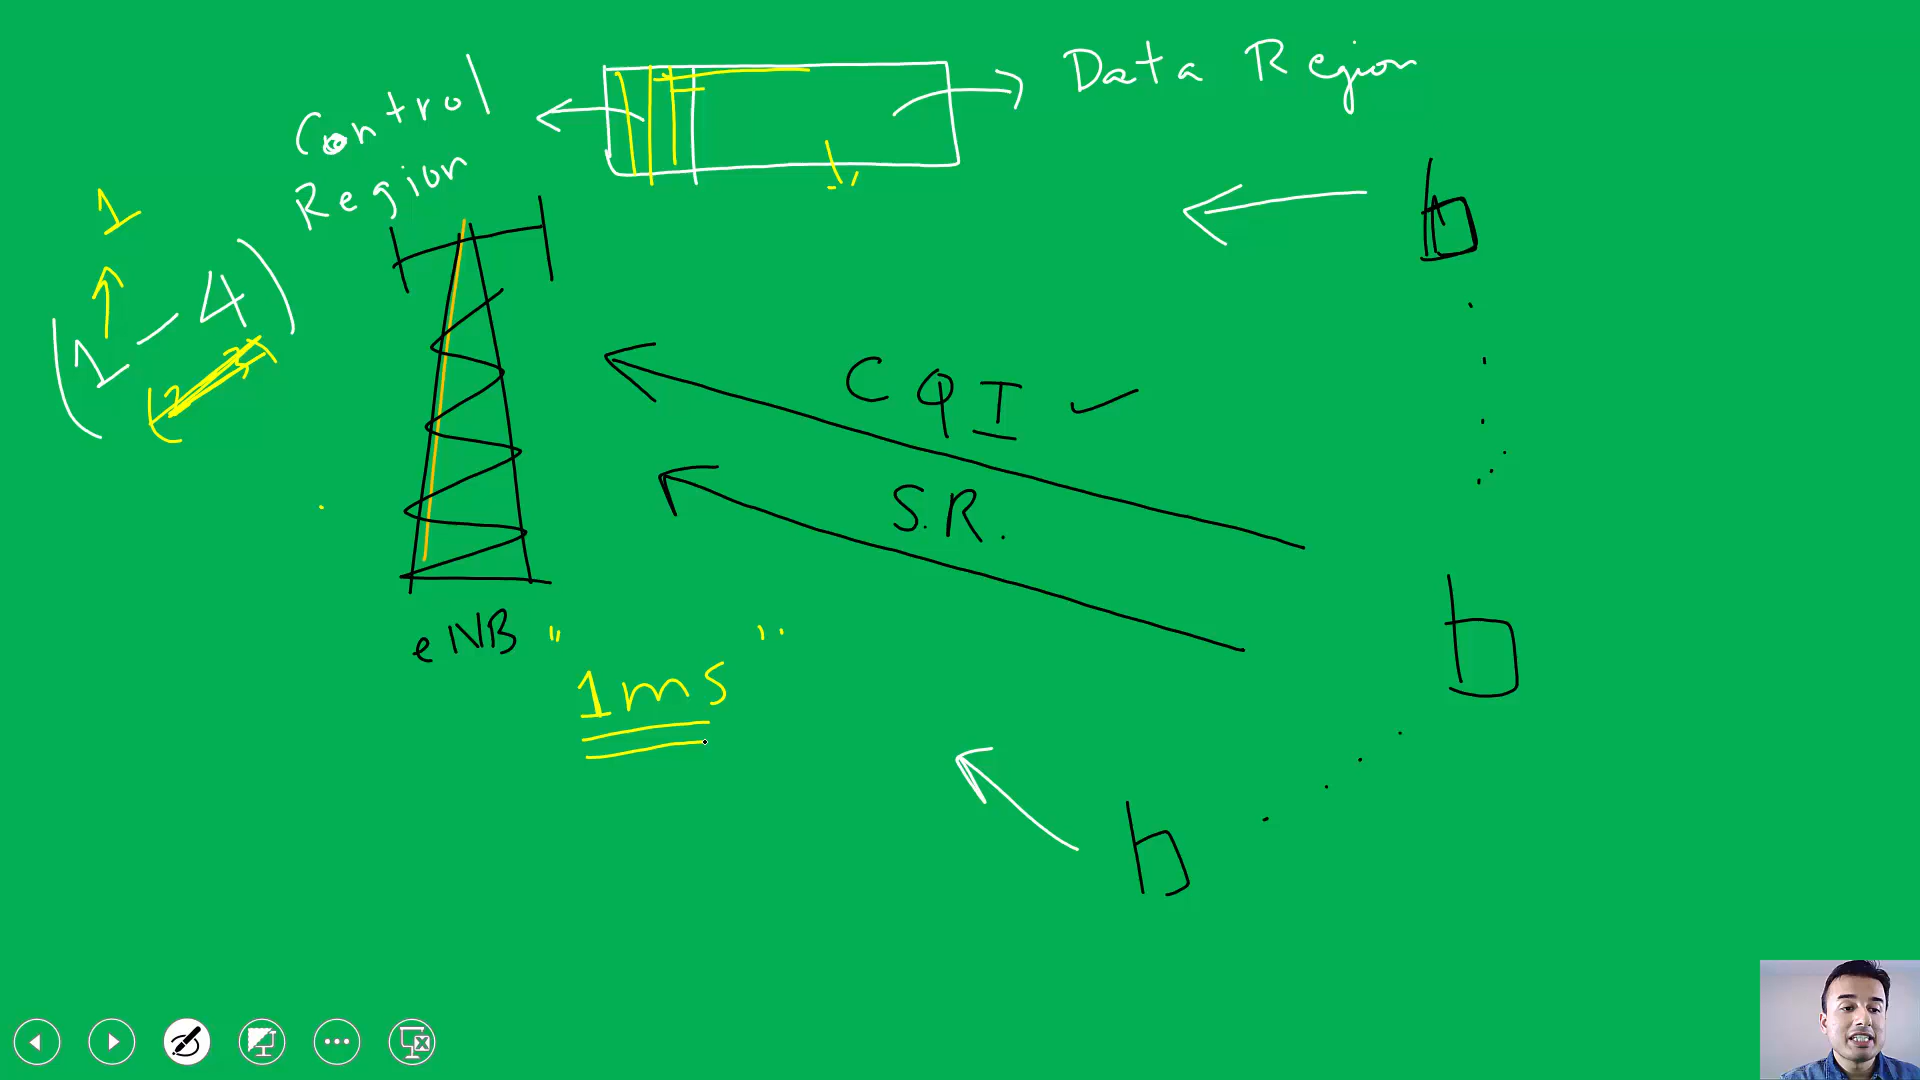 Data Region
Control
Region
1
(1 - 4)
CQI
S.R.
eNB
1ms